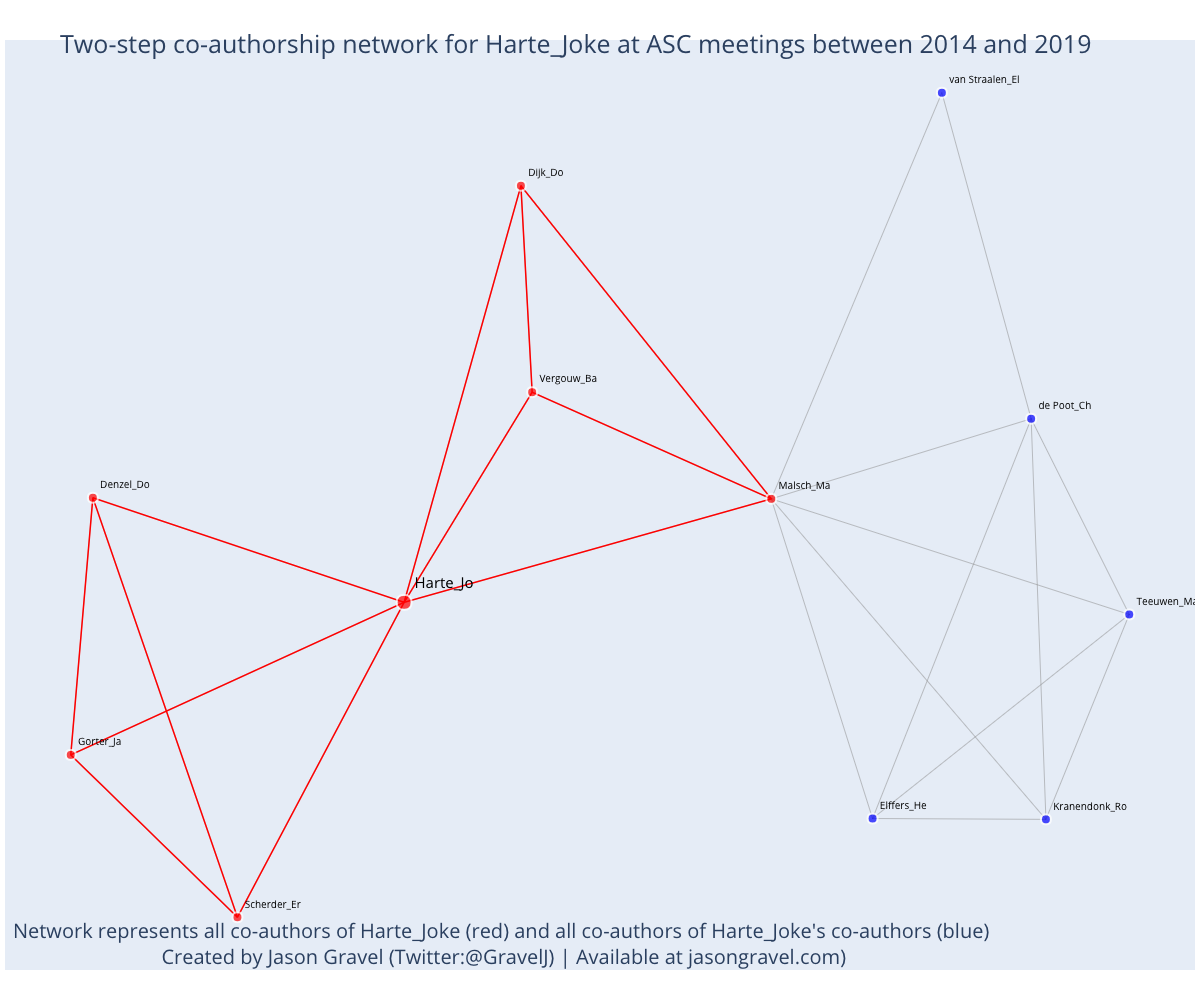 Two-step co-authorship network for Harte_Joke at ASC meetings between 2014 and 2019
van Straalen_El
Dijk_Do
Vergouw_Ba
de Poot_Ch
Denzel_Do
Malsch_Ma
Harte_Jo
Teeuwen_Ma
Gorter_Ja
Elffers_He
Kranendonk_Ro
Scherder_Er
Network represents all co-authors of Harte_Joke (red) and all co-authors of Harte_Joke's co-authors (blue)
Created by Jason Gravel (Twitter:@GravelJ) | Available at jasongravel.com)